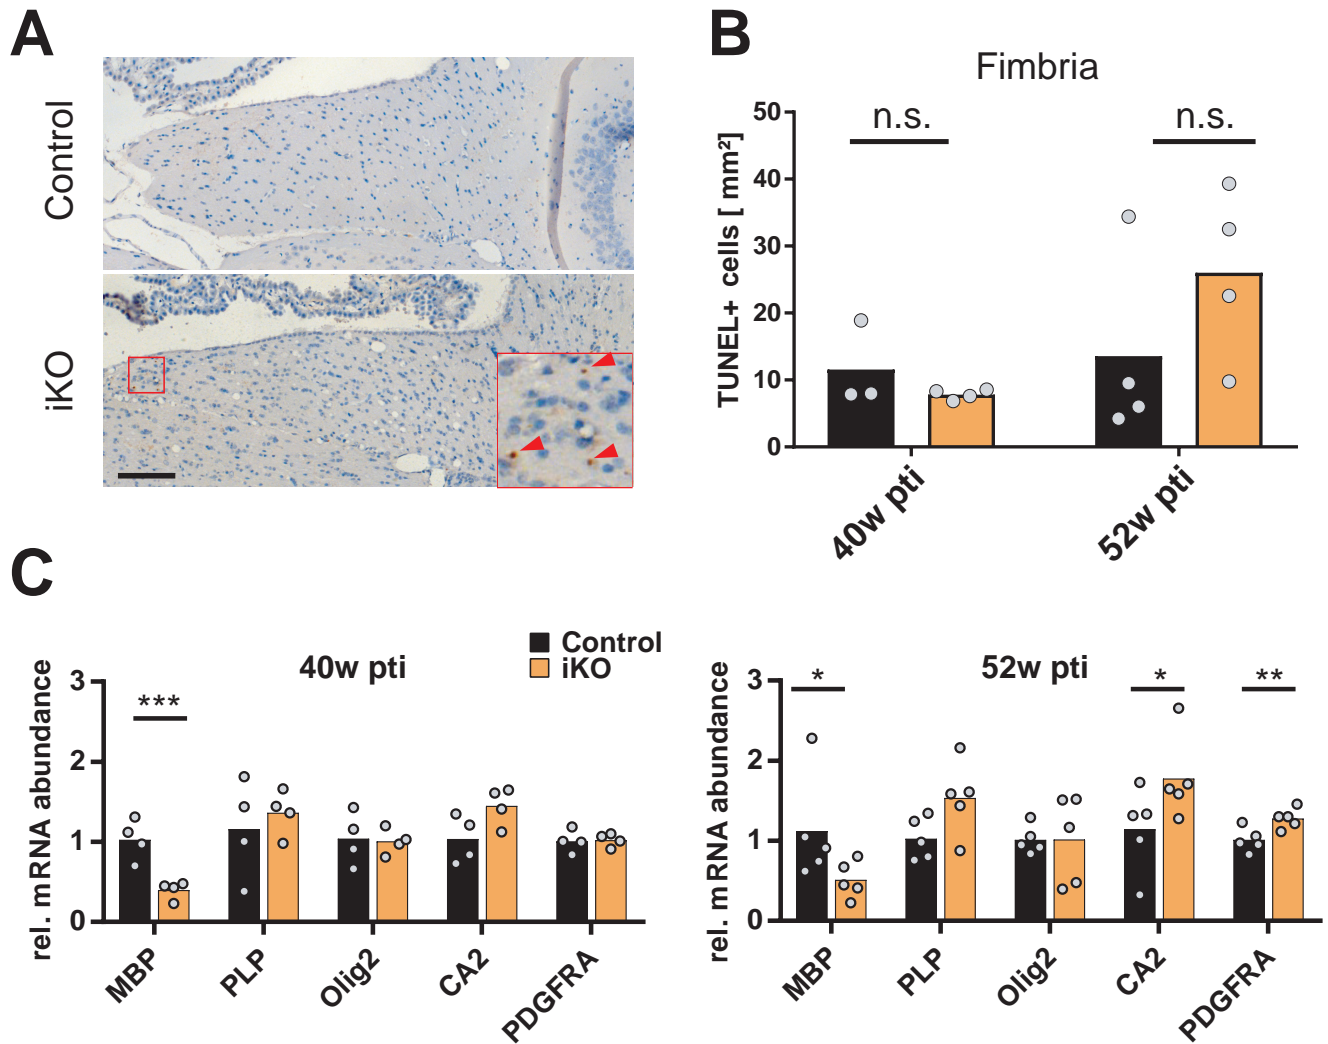 A
Control
iKO
B
Fimbria
TUNEL+ cells [ mm²]
50
40
30
20
10
0
n.s.
n.s.
40w pti
52w pti
C
Control
iKO
40w pti
rel. mRNA abundance
3
2
1
0
***
MBP
PLP
Olig2
CA2
PDGFRA
52w pti
rel. mRNA abundance
3
2
1
0
*
*
**
MBP
PLP
Olig2
CA2
PDGFRA